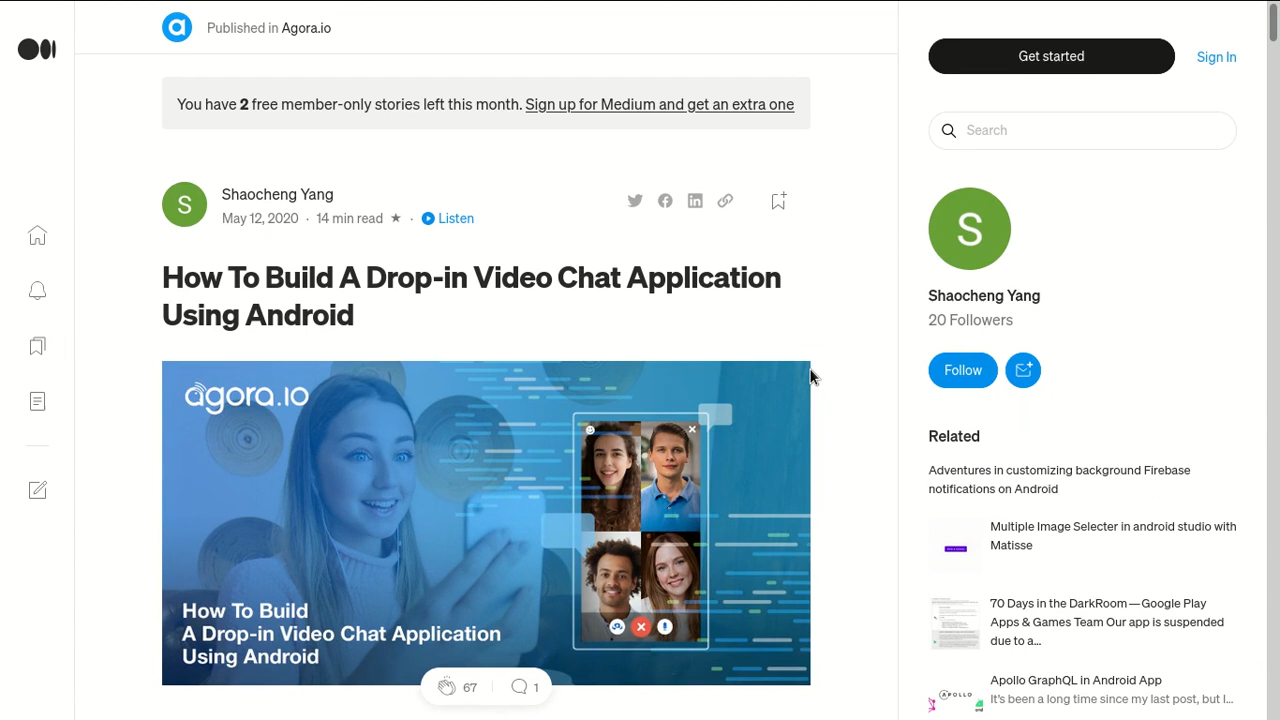 Published in Agora.io
You have 2 free member-only stories left this month. Sign up for Medium and get an extra one
S
Shaocheng Yang
May 12, 2020 · 14 min read ★ · Listen
How To Build A Drop-in Video Chat Application
Using Android
agora.io
How To Build
A Drop-in Video Chat Application
Using Android
67
1
Get started
Sign In
Search
S
Shaocheng Yang
20 Followers
Follow
Related
Adventures in customizing background Firebase
notifications on Android
Multiple Image Selecter in android studio with
Matisse
70 Days in the DarkRoom — Google Play
Apps & Games Team Our app is suspended
due to a...
APOLLO
Apollo GraphQL in Android App
It's been a long time since my last post, but I...